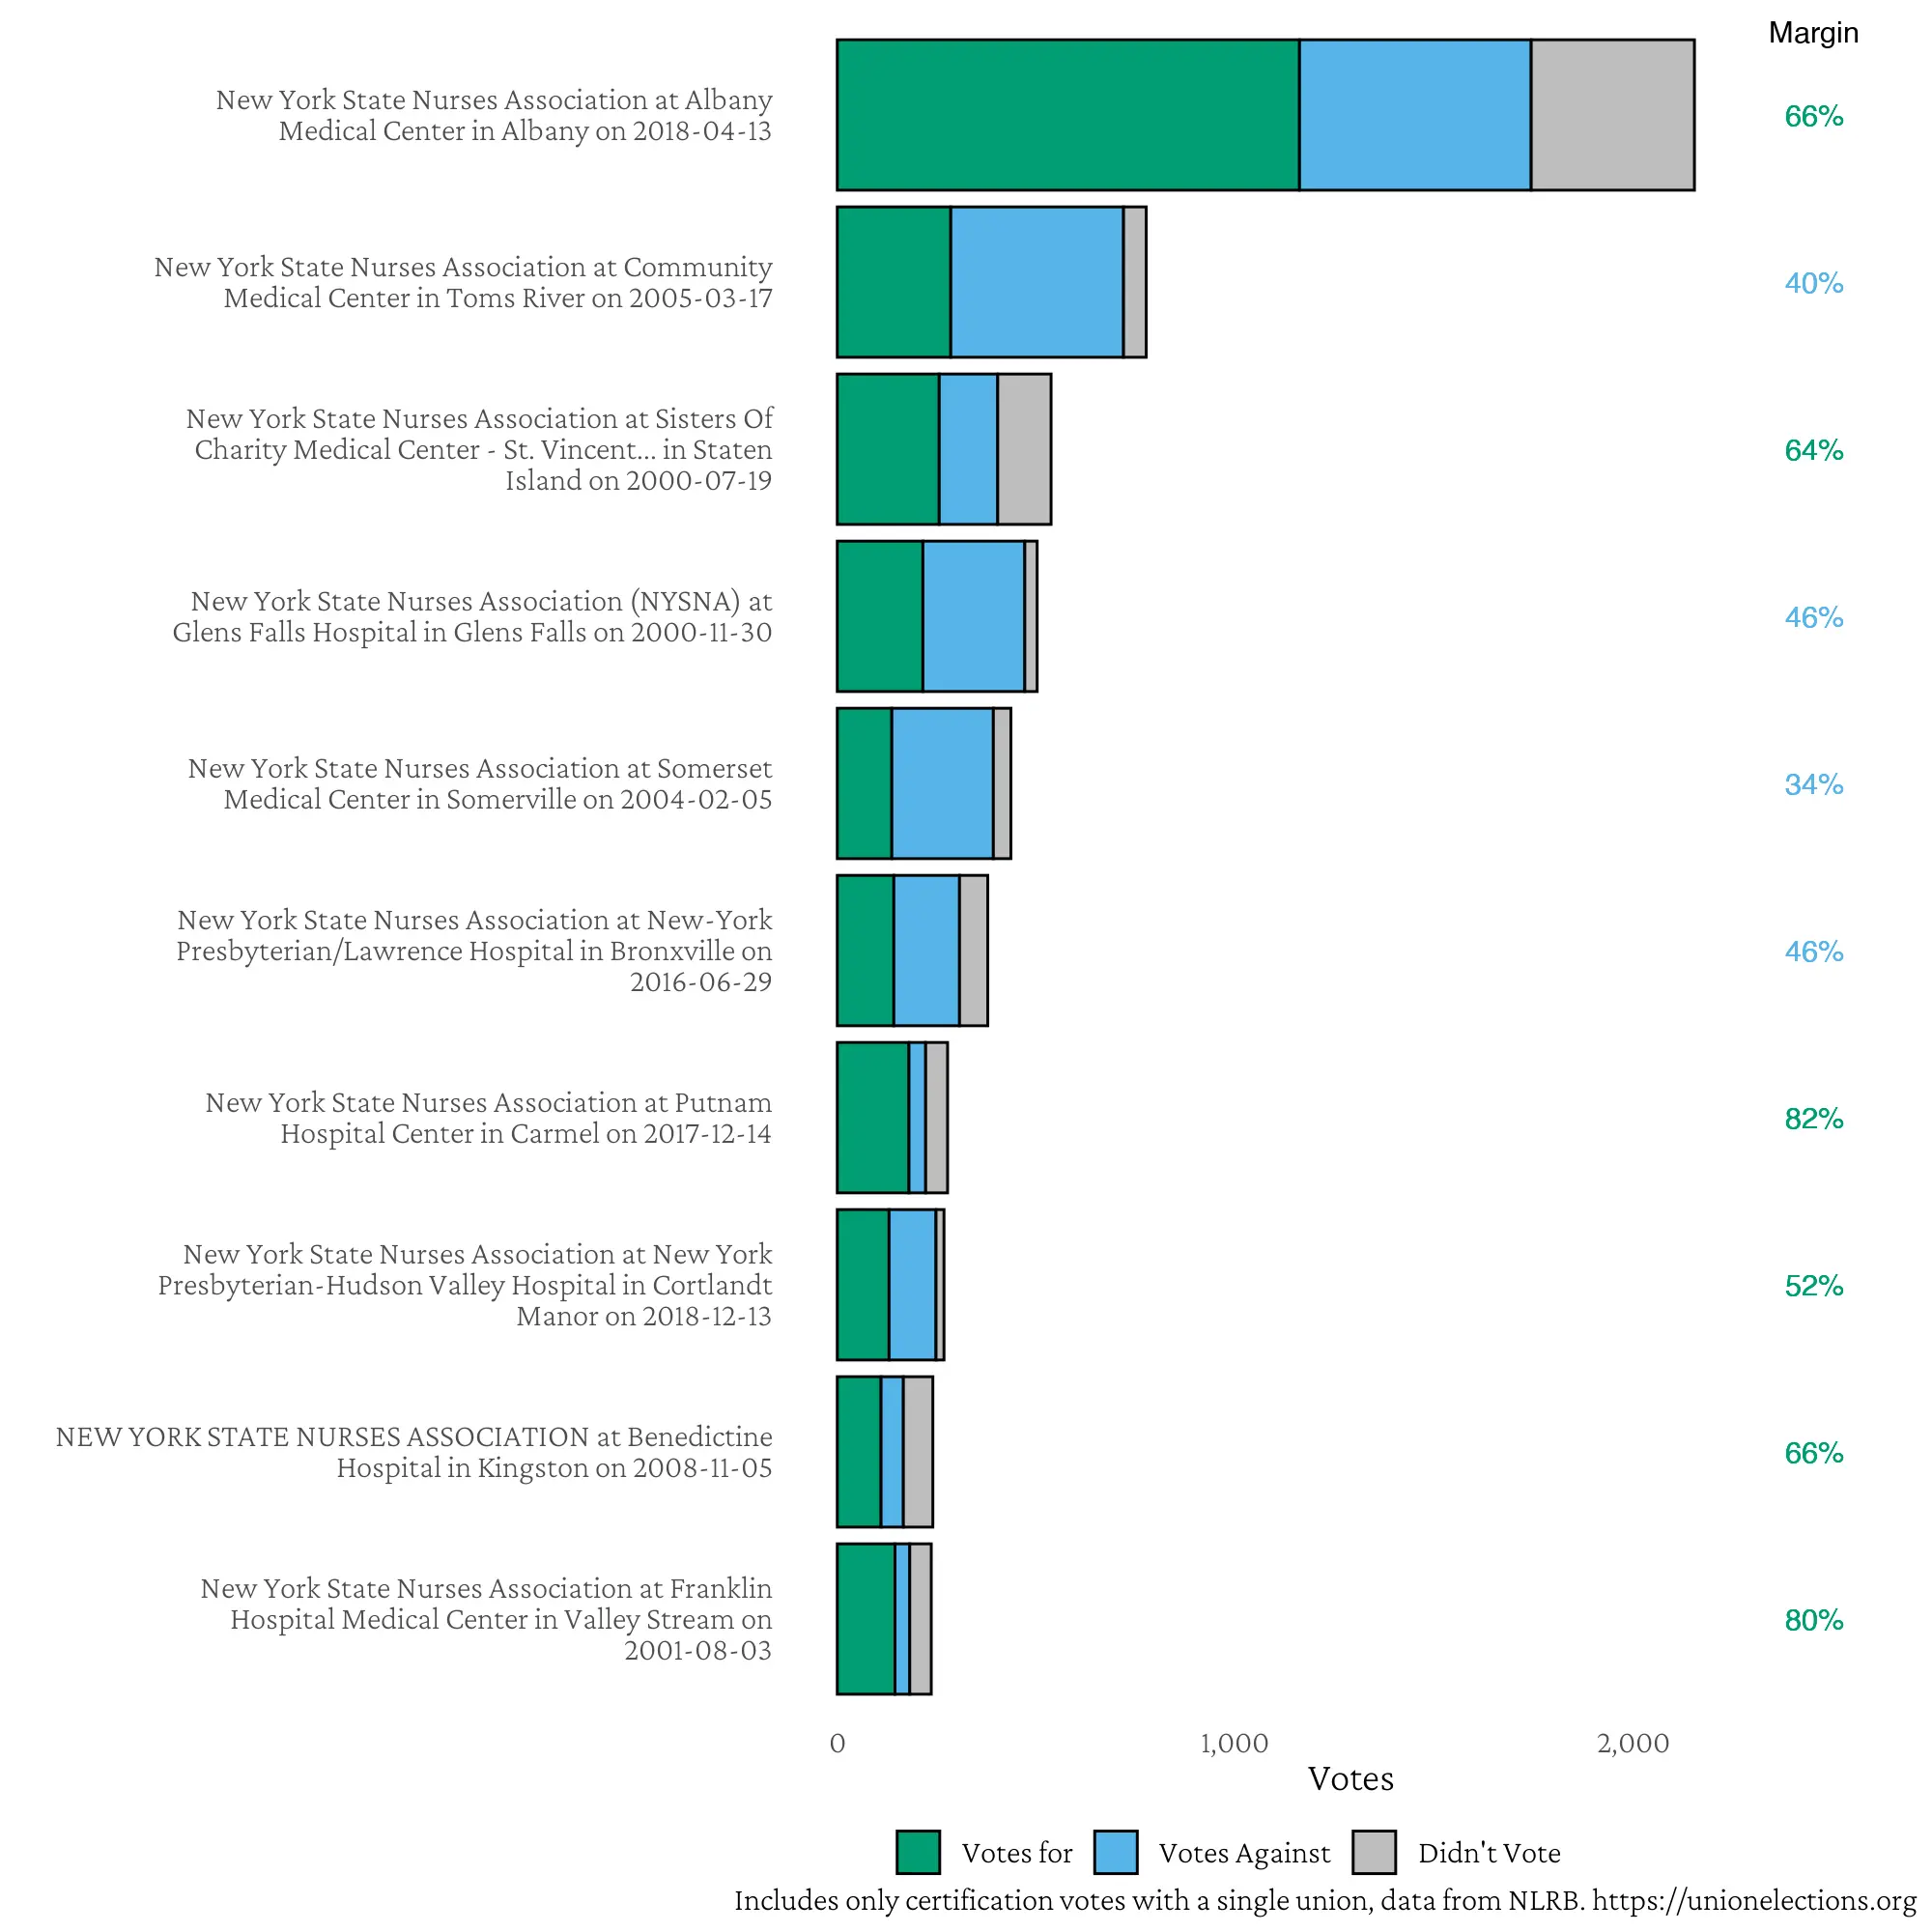 Margin
New York State Nurses Association at Albany
Medical Center in Albany on 2018-04-13
66%
New York State Nurses Association at Community
Medical Center in Toms River on 2005-03-17
40%
New York State Nurses Association at Sisters Of
Charity Medical Center - St. Vincent... in Staten
Island on 2000-07-19
64%
New York State Nurses Association (NYSNA) at
Glens Falls Hospital in Glens Falls on 2000-11-30
46%
New York State Nurses Association at Somerset
Medical Center in Somerville on 2004-02-05
34%
New York State Nurses Association at New-York
Presbyterian/Lawrence Hospital in Bronxville on
2016-06-29
46%
New York State Nurses Association at Putnam
Hospital Center in Carmel on 2017-12-14
82%
New York State Nurses Association at New York
Presbyterian-Hudson Valley Hospital in Cortlandt
Manor on 2018-12-13
52%
NEW YORK STATE NURSES ASSOCIATION at Benedictine
Hospital in Kingston on 2008-11-05
66%
New York State Nurses Association at Franklin
Hospital Medical Center in Valley Stream on
2001-08-03
80%
0 1,000 2,000
Votes
Votes for Votes Against Didn't Vote
Includes only certification votes with a single union, data from NLRB. https://unionelections.org